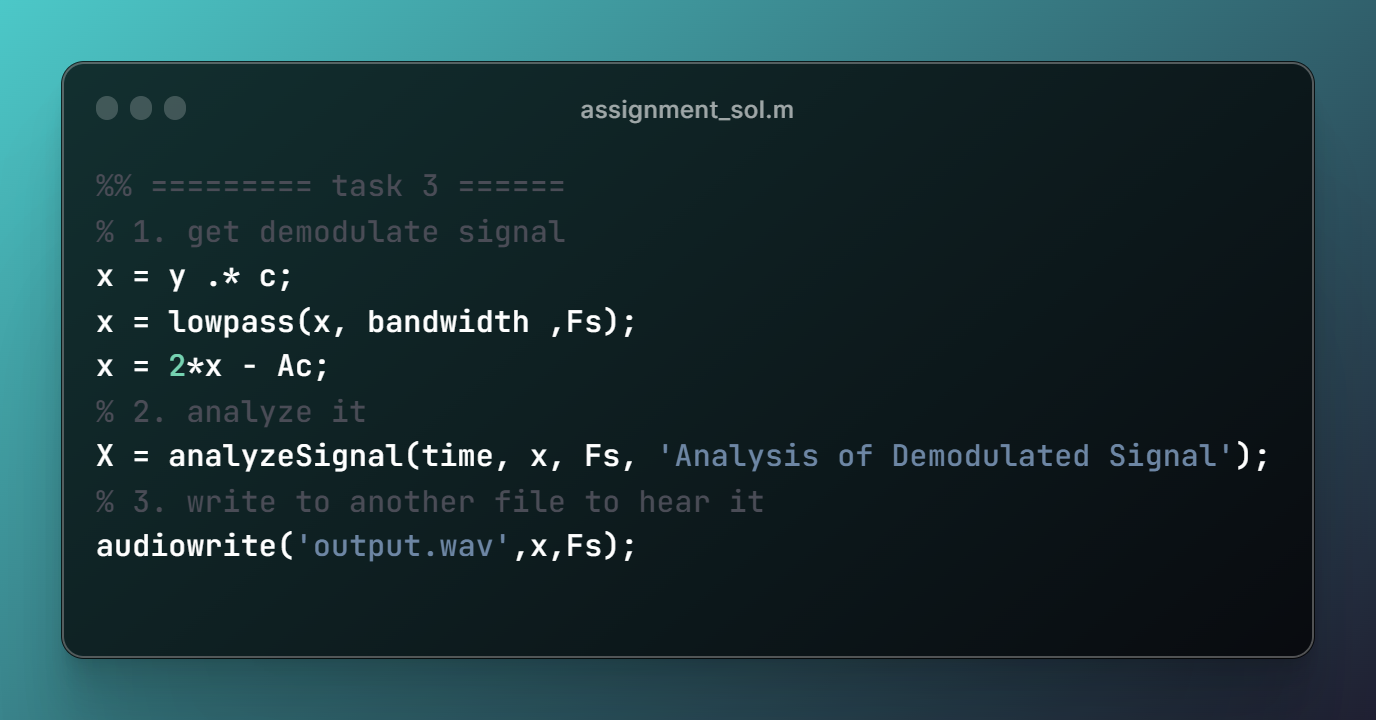 assignment_sol.m
%% ========= task 3 ======
% 1. get demodulate signal
x = y .* c;
x = lowpass(x, bandwidth ,Fs);
x = 2*x - Ac;
% 2. analyze it
X = analyzeSignal(time, x, Fs, 'Analysis of Demodulated Signal');
% 3. write to another file to hear it
audiowrite('output.wav',x,Fs);